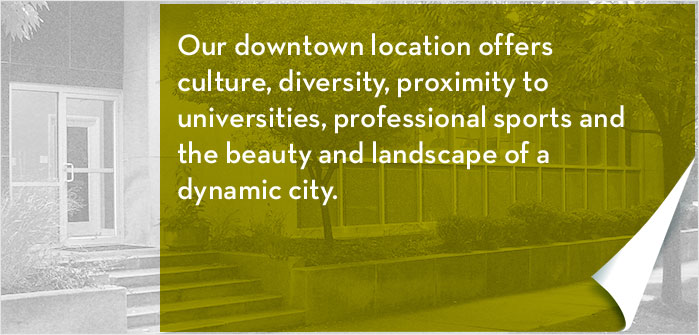 Our downtown location offers
culture, diversity, proximity to
universities, professional sports and
the beauty and landscape of a
dynamic city.